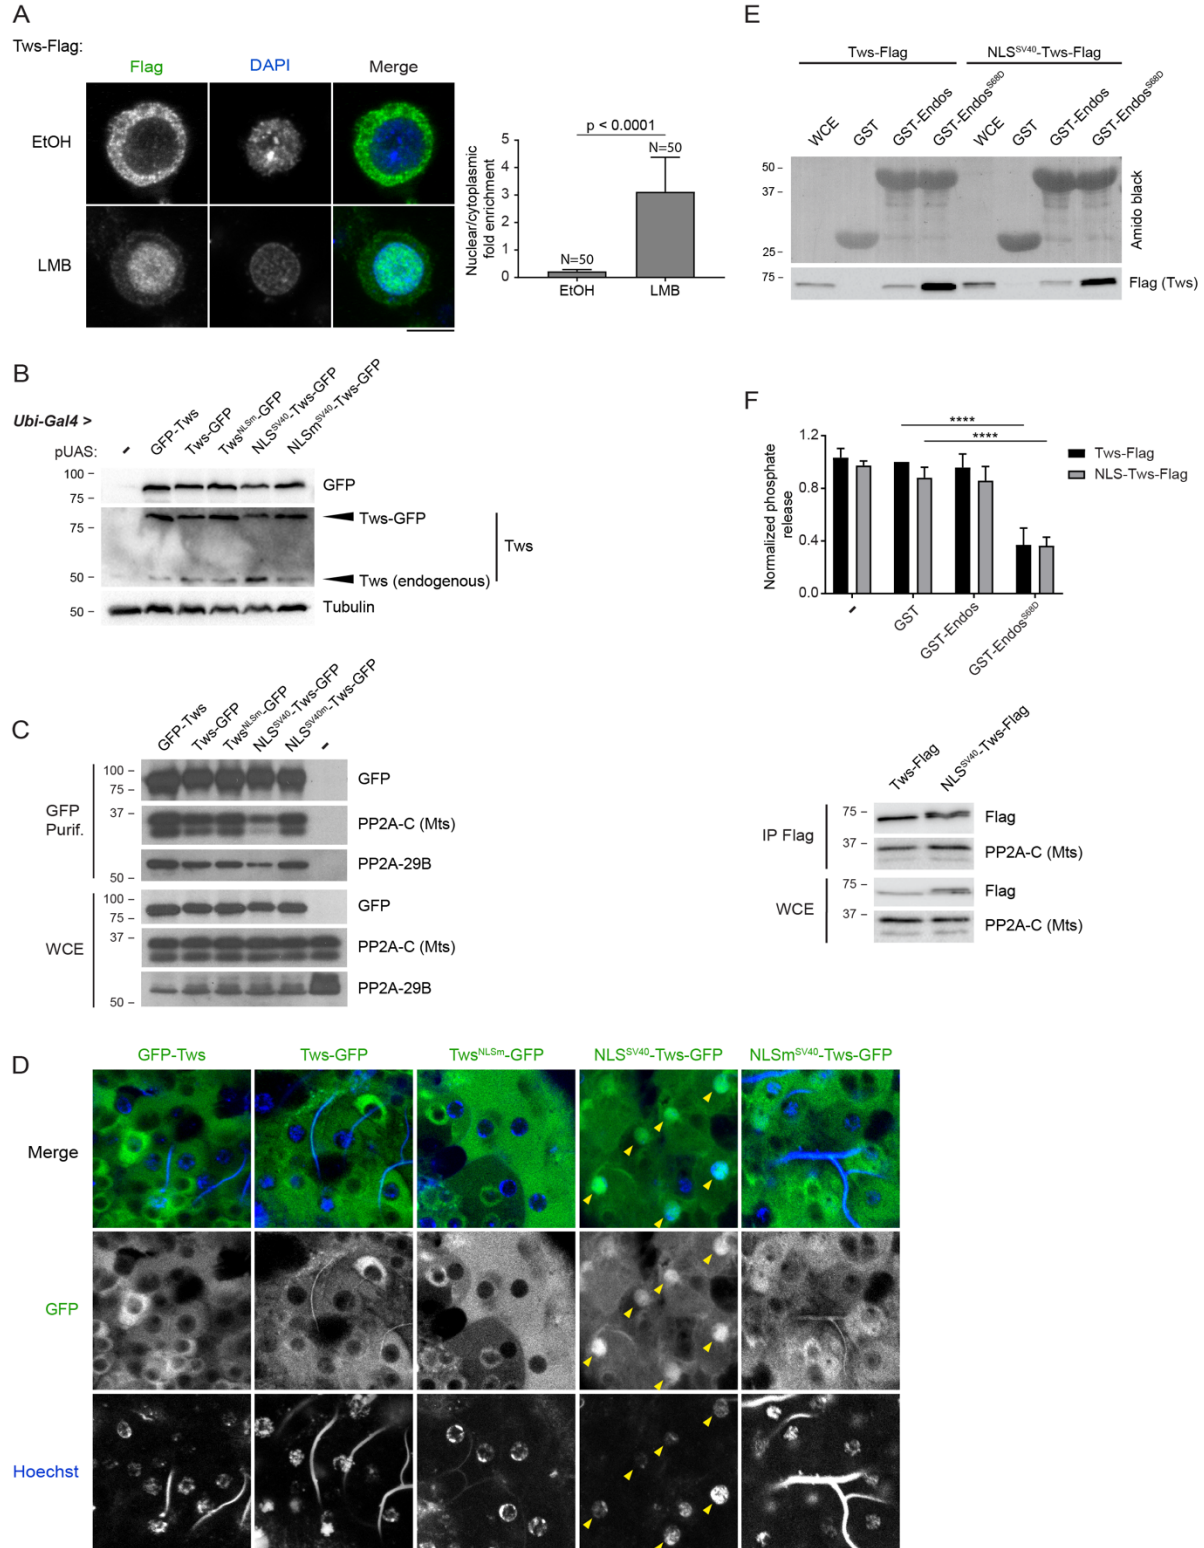 A
Tws-Flag:
Flag DAPI Merge
EtOH
LMB
Nuclear/cytoplasmic
fold enrichment
5
4
3
2
1
0
p < 0.0001
N=50
N=50
EtOH LMB
B
Ubi-Gal4 >
pUAS:
-
GFP-Tws
Tws-GFP
Tws^NLSm-GFP
NLS^SV40-Tws-GFP
NLSm^SV40-Tws-GFP
100
75
GFP
75
Tws-GFP
Tws
50
Tws (endogenous)
50
Tubulin
C
GFP-Tws
Tws-GFP
Tws^NLSm-GFP
NLS^SV40-Tws-GFP
NLS^SV40m-Tws-GFP
-
GFP
Purif.
100
75
GFP
37
PP2A-C (Mts)
50
PP2A-29B
WCE
100
75
GFP
37
PP2A-C (Mts)
50
PP2A-29B
D
GFP-Tws Tws-GFP Tws^NLSm-GFP NLS^SV40-Tws-GFP NLSm^SV40-Tws-GFP
Merge
GFP
Hoechst
E
Tws-Flag NLS^SV40-Tws-Flag
WCE
GST
GST-Endos
GST-Endos^S68D
WCE
GST
GST-Endos
GST-Endos^S68D
50
37
25
Amido black
75
Flag (Tws)
F
Normalized phosphate
release
1.2
0.8
0.4
0.0
****
****
Tws-Flag
NLS-Tws-Flag
-
GST
GST-Endos
GST-Endos^S68D
Tws-Flag
NLS^SV40-Tws-Flag
IP Flag
75
Flag
37
PP2A-C (Mts)
WCE
75
Flag
37
PP2A-C (Mts)